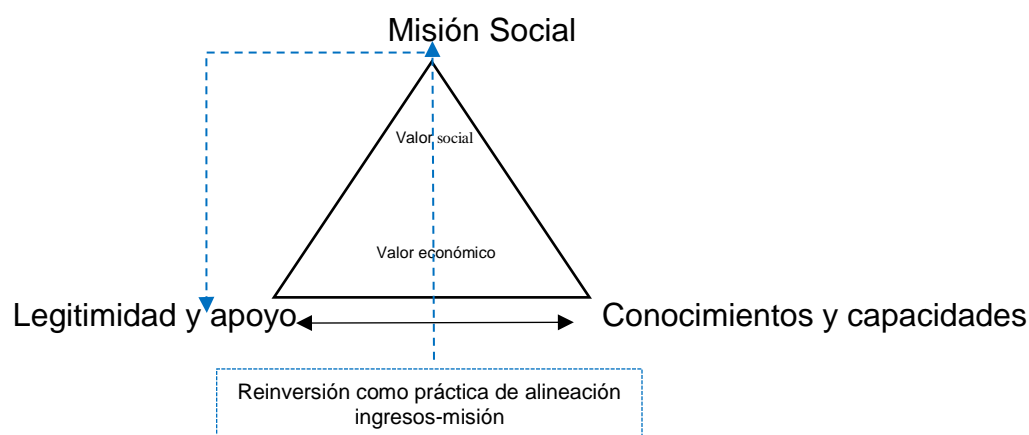 Misión Social
Valor social
Valor económico
Legitimidad y apoyo
Conocimientos y capacidades
Reinversión como práctica de alineación
ingresos-misión